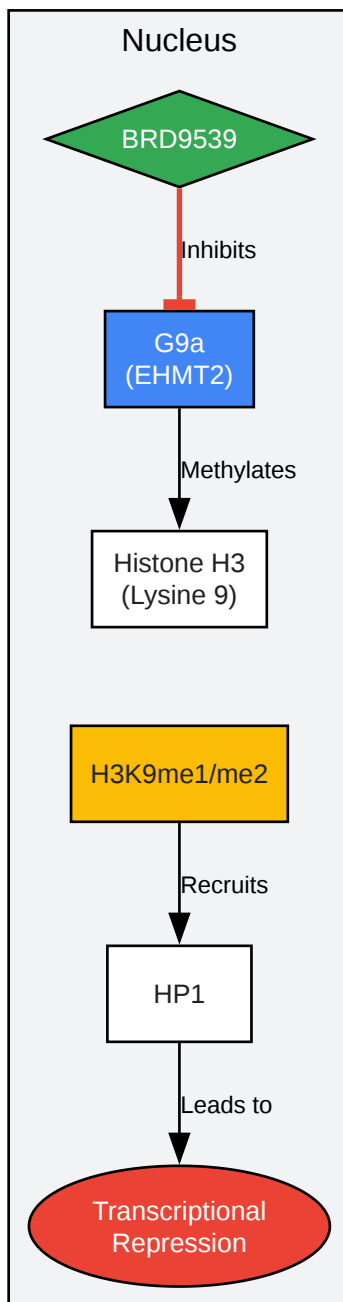 Nucleus
BRD9539
Inhibits
G9a
(EHMT2)
Methylates
Histone H3
(Lysine 9)
H3K9me1/me2
Recruits
HP1
Leads to
Transcriptional
Repression